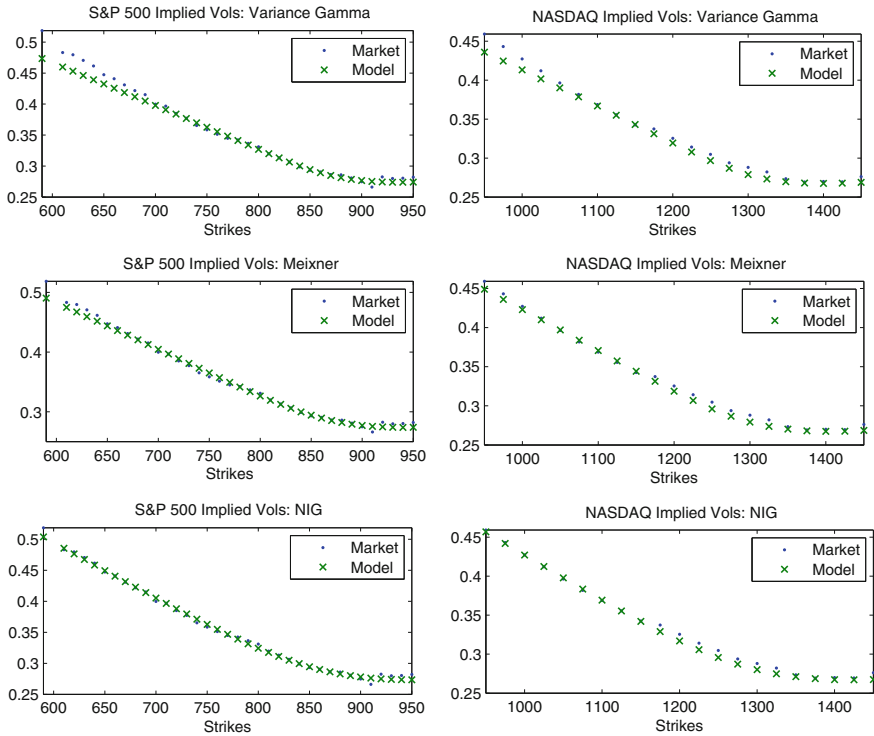 S&P 500 Implied Vols: Variance Gamma
0.5
0.45
0.4
0.35
0.3
0.25
600 650 700 750 800 850 900 950
Strikes
Market
Model
NASDAQ Implied Vols: Variance Gamma
0.45
0.4
0.35
0.3
0.25
1000 1100 1200 1300 1400
Strikes
Market
Model
S&P 500 Implied Vols: Meixner
0.5
0.4
0.3
600 650 700 750 800 850 900 950
Strikes
Market
Model
NASDAQ Implied Vols: Meixner
0.45
0.4
0.35
0.3
0.25
1000 1100 1200 1300 1400
Strikes
Market
Model
S&P 500 Implied Vols: NIG
0.5
0.45
0.4
0.35
0.3
0.25
600 650 700 750 800 850 900 950
Strikes
Market
Model
NASDAQ Implied Vols: NIG
0.45
0.4
0.35
0.3
0.25
1000 1100 1200 1300 1400
Strikes
Market
Model